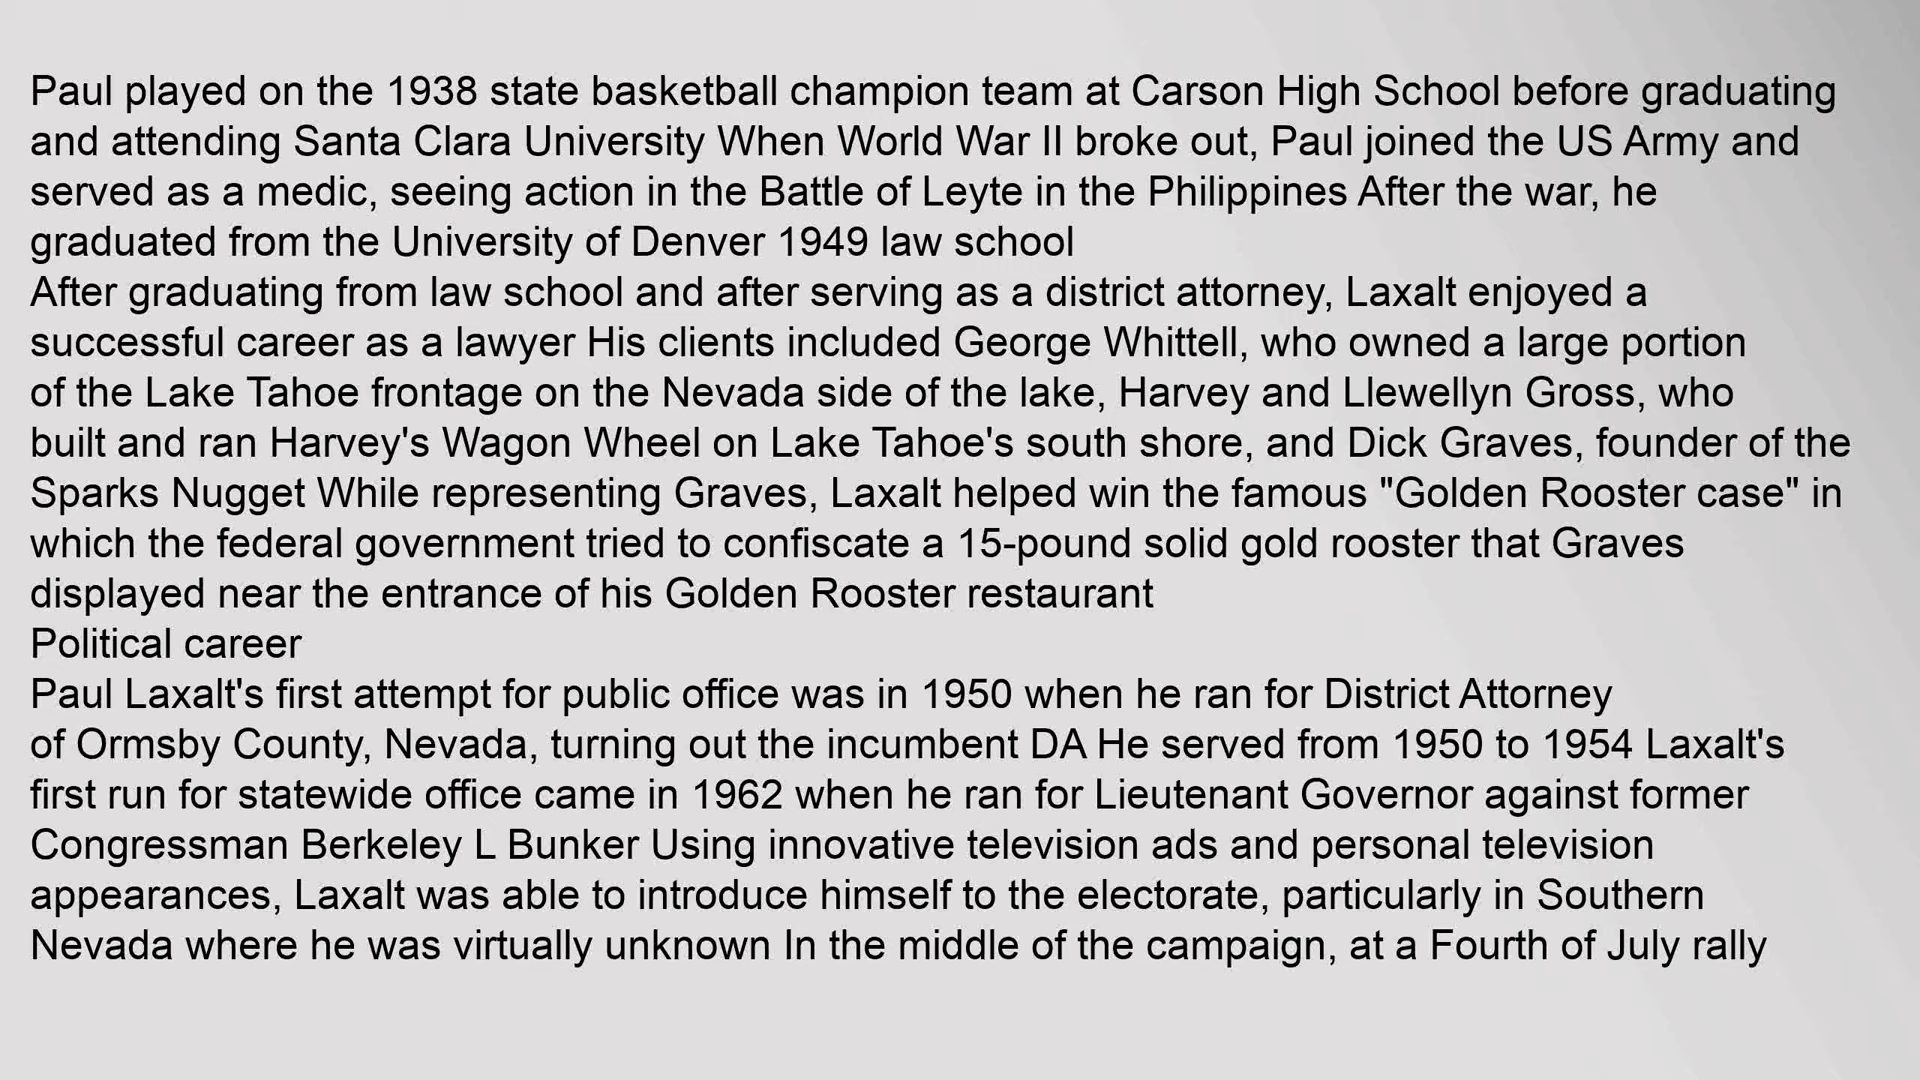 Paul played on the 1938 state basketball champion team at Carson High School before graduating
and attending Santa Clara University When World War II broke out, Paul joined the US Army and
served as a medic, seeing action in the Battle of Leyte in the Philippines After the war, he
graduated from the University of Denver 1949 law school
After graduating from law school and after serving as a district attorney, Laxalt enjoyed a
successful career as a lawyer His clients included George Whittell, who owned a large portion
of the Lake Tahoe frontage on the Nevada side of the lake, Harvey and Llewellyn Gross, who
built and ran Harvey's Wagon Wheel on Lake Tahoe's south shore, and Dick Graves, founder of the
Sparks Nugget While representing Graves, Laxalt helped win the famous "Golden Rooster case" in
which the federal government tried to confiscate a 15-pound solid gold rooster that Graves
displayed near the entrance of his Golden Rooster restaurant
Political career
Paul Laxalt's first attempt for public office was in 1950 when he ran for District Attorney
of Ormsby County, Nevada, turning out the incumbent DA He served from 1950 to 1954 Laxalt's
first run for statewide office came in 1962 when he ran for Lieutenant Governor against former
Congressman Berkeley L Bunker Using innovative television ads and personal television
appearances, Laxalt was able to introduce himself to the electorate, particularly in Southern
Nevada where he was virtually unknown In the middle of the campaign, at a Fourth of July rally